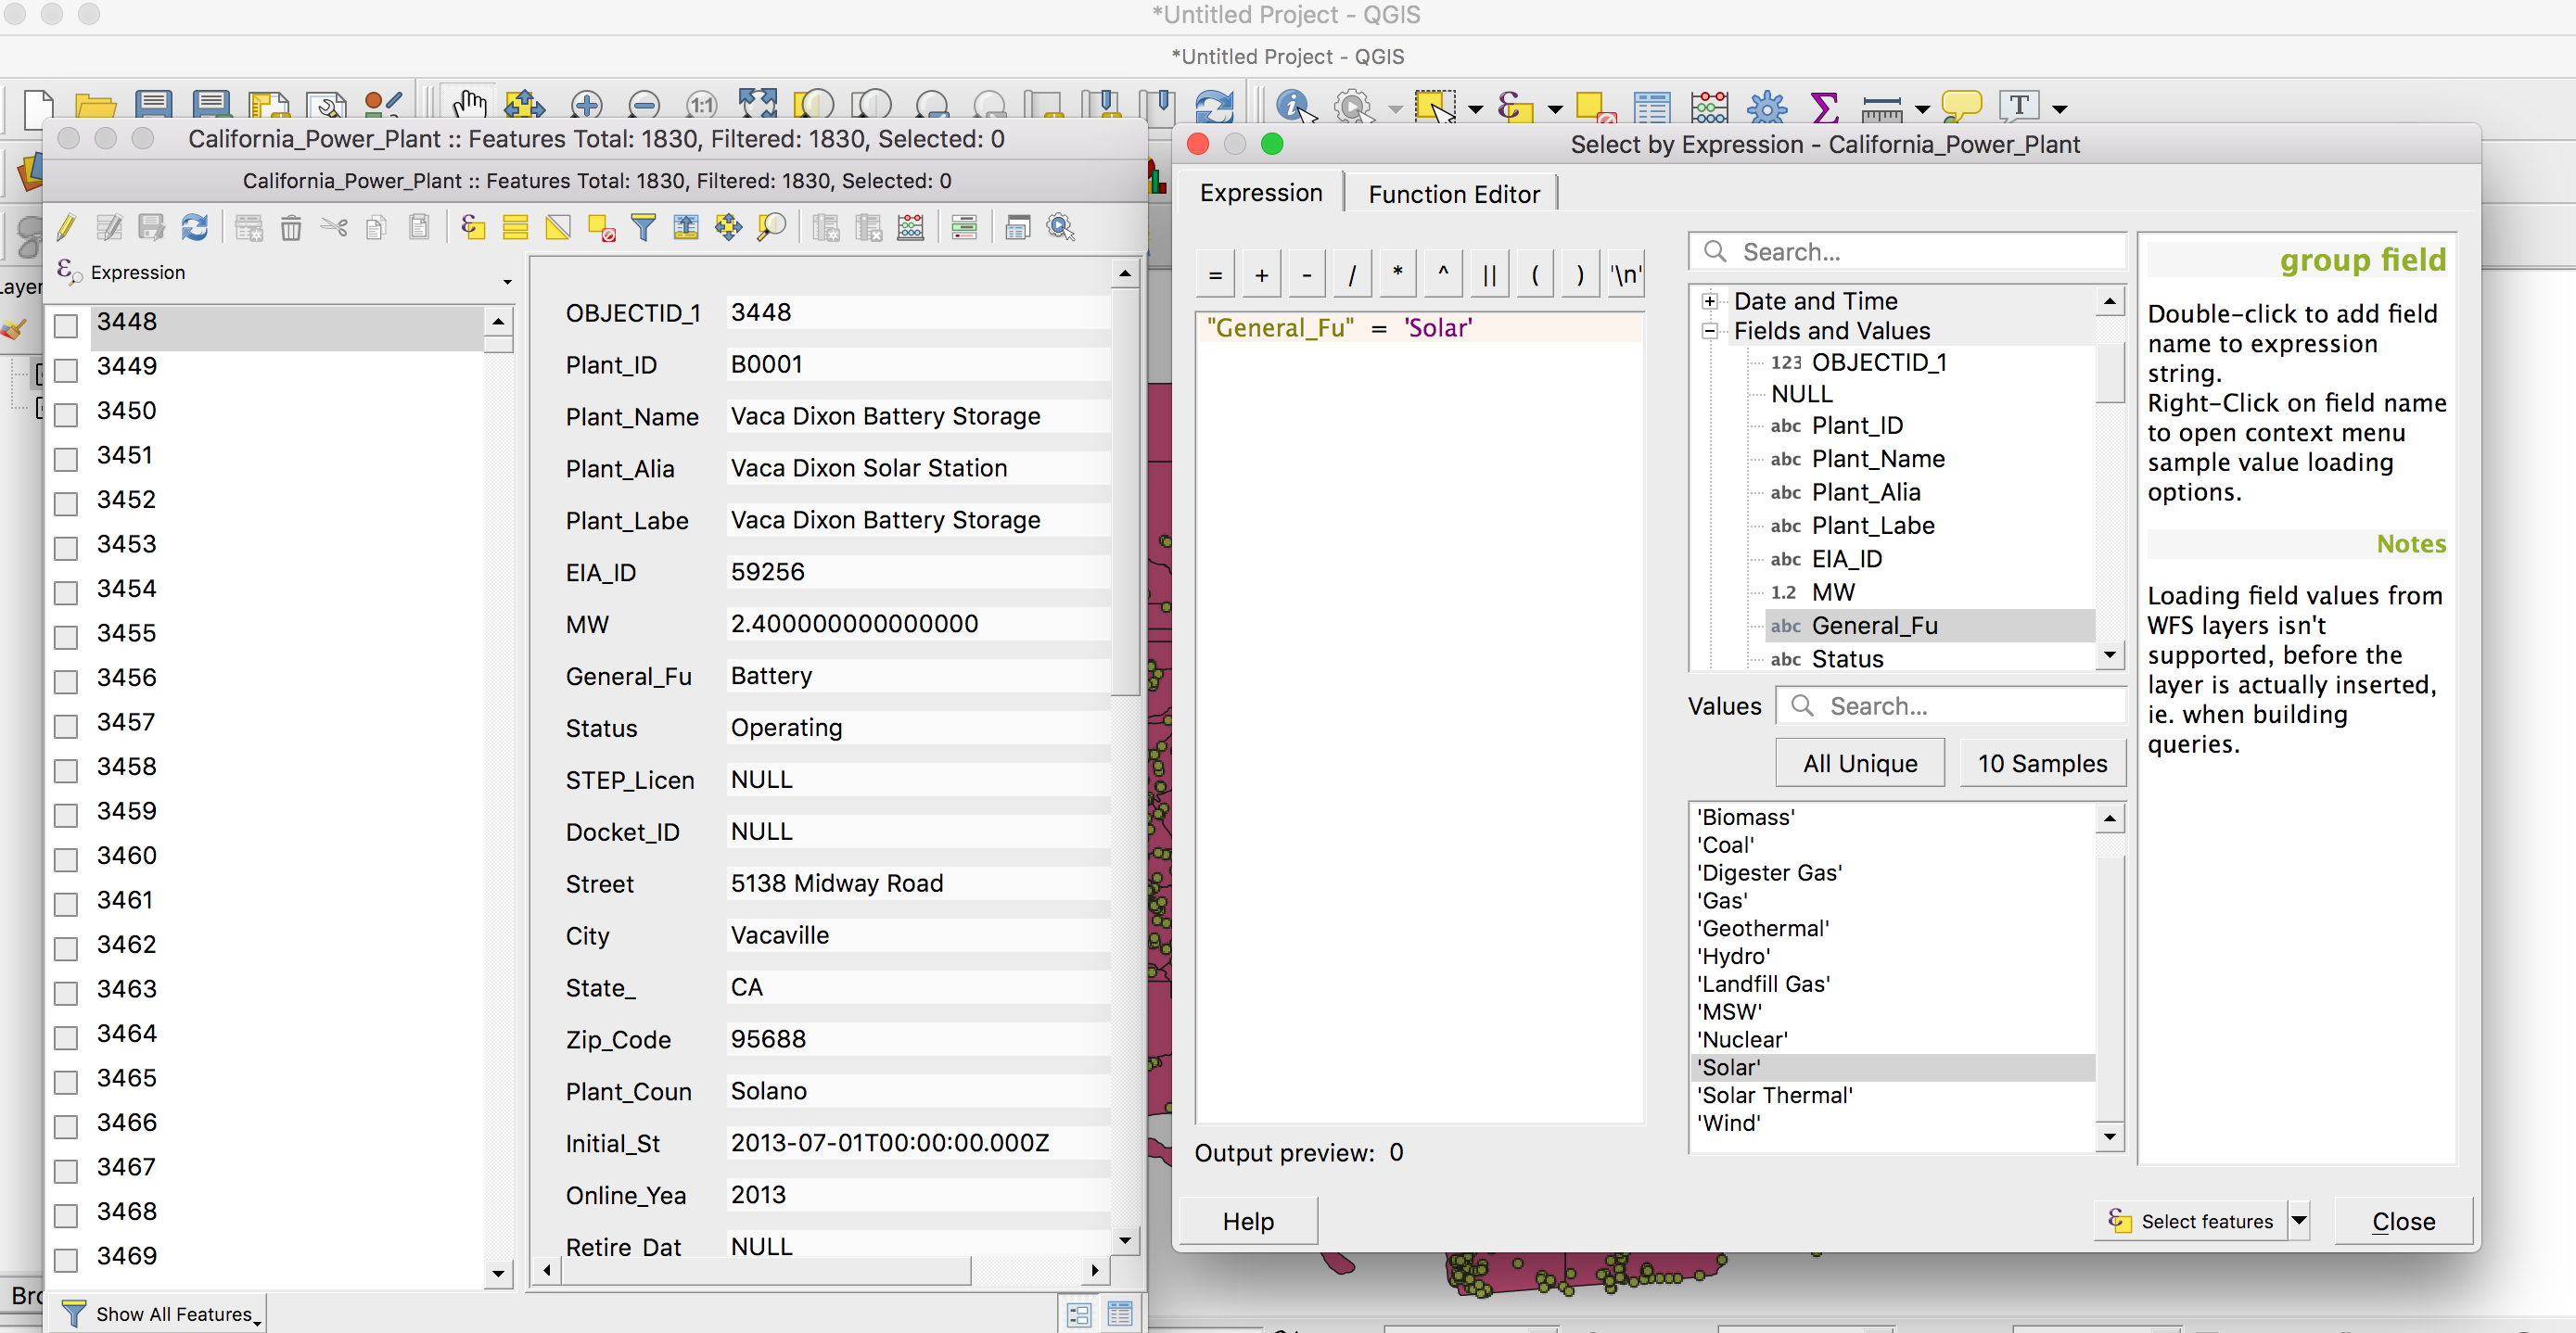 *Untitled Project - QGIS
*Untitled Project - QGIS
1:1
T
California_Power_Plant :: Features Total: 1830, Filtered: 1830, Selected: 0
California_Power_Plant :: Features Total: 1830, Filtered: 1830, Selected: 0
Expression
3448
3449
3450
3451
3452
3453
3454
3455
3456
3457
3458
3459
3460
3461
3462
3463
3464
3465
3466
3467
3468
3469
Show All Features
OBJECTID_1 3448
Plant_ID B0001
Plant_Name Vaca Dixon Battery Storage
Plant_Alia Vaca Dixon Solar Station
Plant_Labe Vaca Dixon Battery Storage
EIA_ID 59256
MW 2.400000000000000
General_Fu Battery
Status Operating
STEP_Licen NULL
Docket_ID NULL
Street 5138 Midway Road
City Vacaville
State_ CA
Zip_Code 95688
Plant_Coun Solano
Initial_St 2013-07-01T00:00:00.000Z
Online_Yea 2013
Retire_Dat NULL
Select by Expression - California_Power_Plant
Expression Function Editor
= + - / * ^ || ( ) '\n'
"General_Fu" = 'Solar'
Output preview: 0
Help
Search...
Date and Time
Fields and Values
123 OBJECTID_1
NULL
abc Plant_ID
abc Plant_Name
abc Plant_Alia
abc Plant_Labe
abc EIA_ID
1.2 MW
abc General_Fu
abc Status
Values Search...
All Unique 10 Samples
'Biomass'
'Coal'
'Digester Gas'
'Gas'
'Geothermal'
'Hydro'
'Landfill Gas'
'MSW'
'Nuclear'
'Solar'
'Solar Thermal'
'Wind'
group field
Double-click to add field
name to expression
string.
Right-Click on field name
to open context menu
sample value loading
options.
Notes
Loading field values from
WFS layers isn't
supported, before the
layer is actually inserted,
ie. when building
queries.
Select features
Close